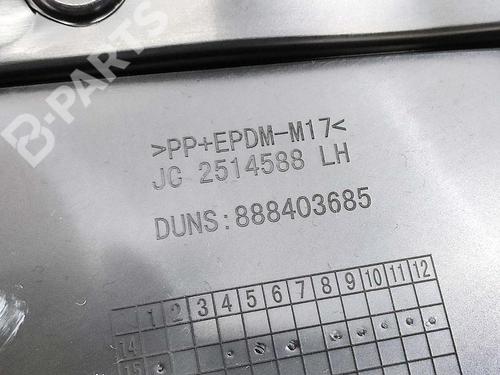 B-PARTS
>PP+EPDM-M17<
JG 2514588 LH
DUNS:888403685
1 2 3 4 5 6 7 8 9 10 11 12
14
15